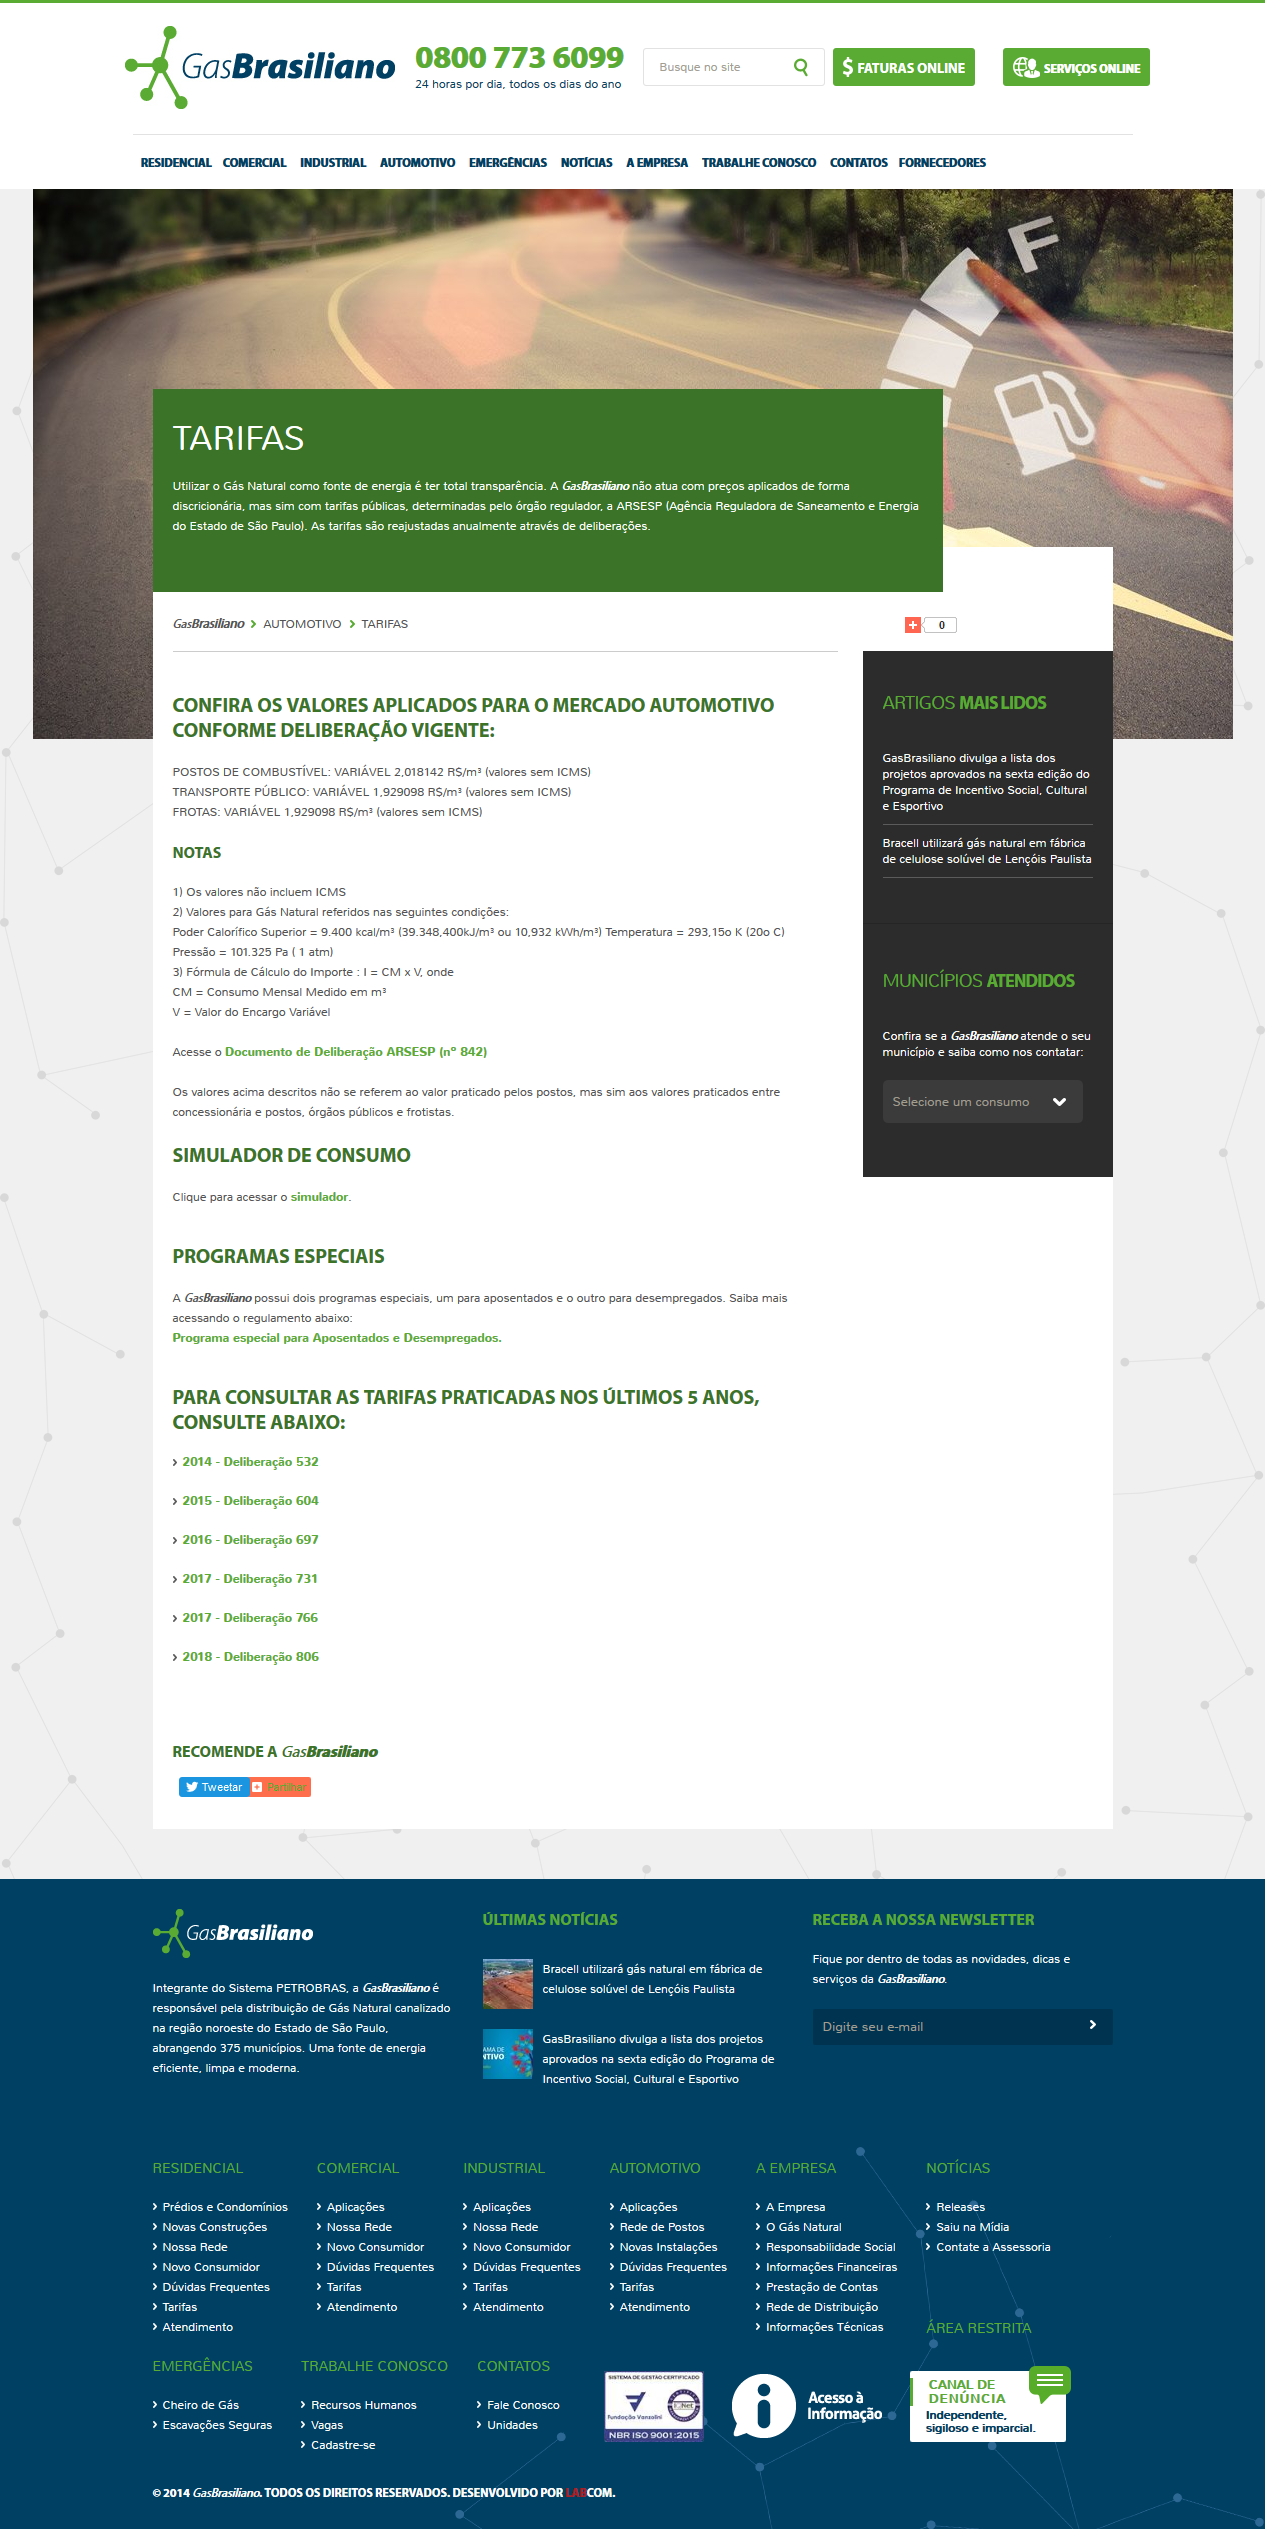 GasBrasiliano
0800 773 6099
24 horas por dia, todos os dias do ano
Busque no site
$ FATURAS ONLINE
SERVIÇOS ONLINE
RESIDENCIAL COMERCIAL INDUSTRIAL AUTOMOTIVO EMERGÊNCIAS NOTÍCIAS A EMPRESA TRABALHE CONOSCO CONTATOS FORNECEDORES
F
TARIFAS
Utilizar o Gás Natural como fonte de energia é ter total transparência. A GasBrasiliano não atua com preços aplicados de forma
discricionária, mas sim com tarifas públicas, determinadas pelo órgão regulador, a ARSESP (Agência Reguladora de Saneamento e Energia
do Estado de São Paulo). As tarifas são reajustadas anualmente através de deliberações.
GasBrasiliano > AUTOMOTIVO > TARIFAS
+ 0
CONFIRA OS VALORES APLICADOS PARA O MERCADO AUTOMOTIVO
CONFORME DELIBERAÇÃO VIGENTE:
POSTOS DE COMBUSTÍVEL: VARIÁVEL 2,018142 R$/m³ (valores sem ICMS)
TRANSPORTE PÚBLICO: VARIÁVEL 1,929098 R$/m³ (valores sem ICMS)
FROTAS: VARIÁVEL 1,929098 R$/m³ (valores sem ICMS)
NOTAS
1) Os valores não incluem ICMS
2) Valores para Gás Natural referidos nas seguintes condições:
Poder Calorífico Superior = 9.400 kcal/m³ (39.348,400kJ/m³ ou 10,932 kWh/m³) Temperatura = 293,15o K (20o C)
Pressão = 101.325 Pa ( 1 atm)
3) Fórmula de Cálculo do Importe : I = CM x V, onde
CM = Consumo Mensal Medido em m³
V = Valor do Encargo Variável
Acesse o Documento de Deliberação ARSESP (nº 842)
Os valores acima descritos não se referem ao valor praticado pelos postos, mas sim aos valores praticados entre
concessionária e postos, órgãos públicos e frotistas.
SIMULADOR DE CONSUMO
Clique para acessar o simulador.
PROGRAMAS ESPECIAIS
A GasBrasiliano possui dois programas especiais, um para aposentados e o outro para desempregados. Saiba mais
acessando o regulamento abaixo:
Programa especial para Aposentados e Desempregados.
PARA CONSULTAR AS TARIFAS PRATICADAS NOS ÚLTIMOS 5 ANOS,
CONSULTE ABAIXO:
> 2014 - Deliberação 532
> 2015 - Deliberação 604
> 2016 - Deliberação 697
> 2017 - Deliberação 731
> 2017 - Deliberação 766
> 2018 - Deliberação 806
RECOMENDE A GasBrasiliano
Tweetar
Partilhar
ARTIGOS MAIS LIDOS
GasBrasiliano divulga a lista dos
projetos aprovados na sexta edição do
Programa de Incentivo Social, Cultural
e Esportivo
Bracell utilizará gás natural em fábrica
de celulose solúvel de Lençóis Paulista
MUNICÍPIOS ATENDIDOS
Confira se a GasBrasiliano atende o seu
município e saiba como nos contatar:
Selecione um consumo
GasBrasiliano
Integrante do Sistema PETROBRAS, a GasBrasiliano é
responsável pela distribuição de Gás Natural canalizado
na região noroeste do Estado de São Paulo,
abrangendo 375 municípios. Uma fonte de energia
eficiente, limpa e moderna.
ÚLTIMAS NOTÍCIAS
Bracell utilizará gás natural em fábrica de
celulose solúvel de Lençóis Paulista
AMA DE
NTIVO
GasBrasiliano divulga a lista dos projetos
aprovados na sexta edição do Programa de
Incentivo Social, Cultural e Esportivo
RECEBA A NOSSA NEWSLETTER
Fique por dentro de todas as novidades, dicas e
serviços da GasBrasiliano.
Digite seu e-mail
RESIDENCIAL
> Prédios e Condomínios
> Novas Construções
> Nossa Rede
> Novo Consumidor
> Dúvidas Frequentes
> Tarifas
> Atendimento
COMERCIAL
> Aplicações
> Nossa Rede
> Novo Consumidor
> Dúvidas Frequentes
> Tarifas
> Atendimento
INDUSTRIAL
> Aplicações
> Nossa Rede
> Novo Consumidor
> Dúvidas Frequentes
> Tarifas
> Atendimento
AUTOMOTIVO
> Aplicações
> Rede de Postos
> Novas Instalações
> Dúvidas Frequentes
> Tarifas
> Atendimento
A EMPRESA
> A Empresa
> O Gás Natural
> Responsabilidade Social
> Informações Financeiras
> Prestação de Contas
> Rede de Distribuição
> Informações Técnicas
NOTÍCIAS
> Releases
> Saiu na Mídia
> Contate a Assessoria
ÁREA RESTRITA
EMERGÊNCIAS
> Cheiro de Gás
> Escavações Seguras
TRABALHE CONOSCO
> Recursos Humanos
> Vagas
> Cadastre-se
CONTATOS
> Fale Conosco
> Unidades
SISTEMA DE GESTÃO CERTIFICADO
Fundação Vanzolini
IQNet
NBR ISO 9001:2015
i
Acesso à
Informação
CANAL DE
DENÚNCIA
Independente,
sigiloso e imparcial.
© 2014 GasBrasiliano. TODOS OS DIREITOS RESERVADOS. DESENVOLVIDO POR LABCOM.